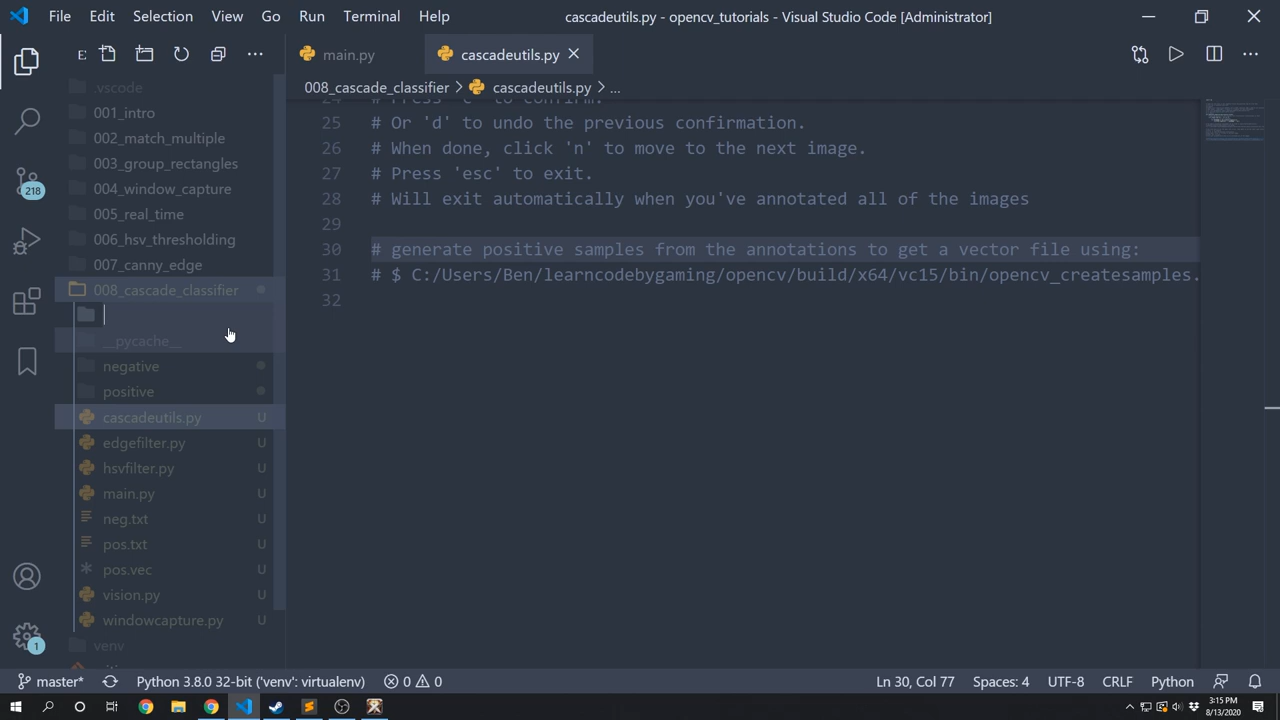 File Edit Selection View Go Run Terminal Help cascadeutils.py - opencv_tutorials - Visual Studio Code [Administrator]
E
main.py cascadeutils.py
008_cascade_classifier > cascadeutils.py > ...
.vscode
001_intro
002_match_multiple
003_group_rectangles
004_window_capture
005_real_time
006_hsv_thresholding
007_canny_edge
008_cascade_classifier
__pycache__
negative
positive
cascadeutils.py U
edgefilter.py U
hsvfilter.py U
main.py U
neg.txt U
pos.txt U
pos.vec U
vision.py U
windowcapture.py U
venv
218
1
24 # Press 'c' to confirm.
25 # Or 'd' to undo the previous confirmation.
26 # When done, click 'n' to move to the next image.
27 # Press 'esc' to exit.
28 # Will exit automatically when you've annotated all of the images
29
30 # generate positive samples from the annotations to get a vector file using:
31 # $ C:/Users/Ben/learncodebygaming/opencv/build/x64/vc15/bin/opencv_createsamples.
32
master* Python 3.8.0 32-bit ('venv': virtualenv) 0 0 Ln 30, Col 77 Spaces: 4 UTF-8 CRLF Python
3:15 PM
8/13/2020